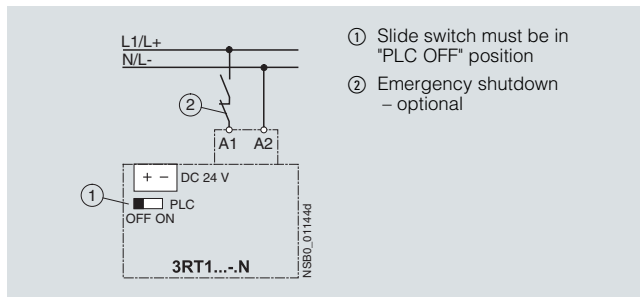 L1/L+
N/L-
2
A1 A2
+ − DC 24 V
1
PLC
OFF ON
3RT1...-.N
NSB0_01144d
① Slide switch must be in
"PLC OFF" position
② Emergency shutdown
– optional